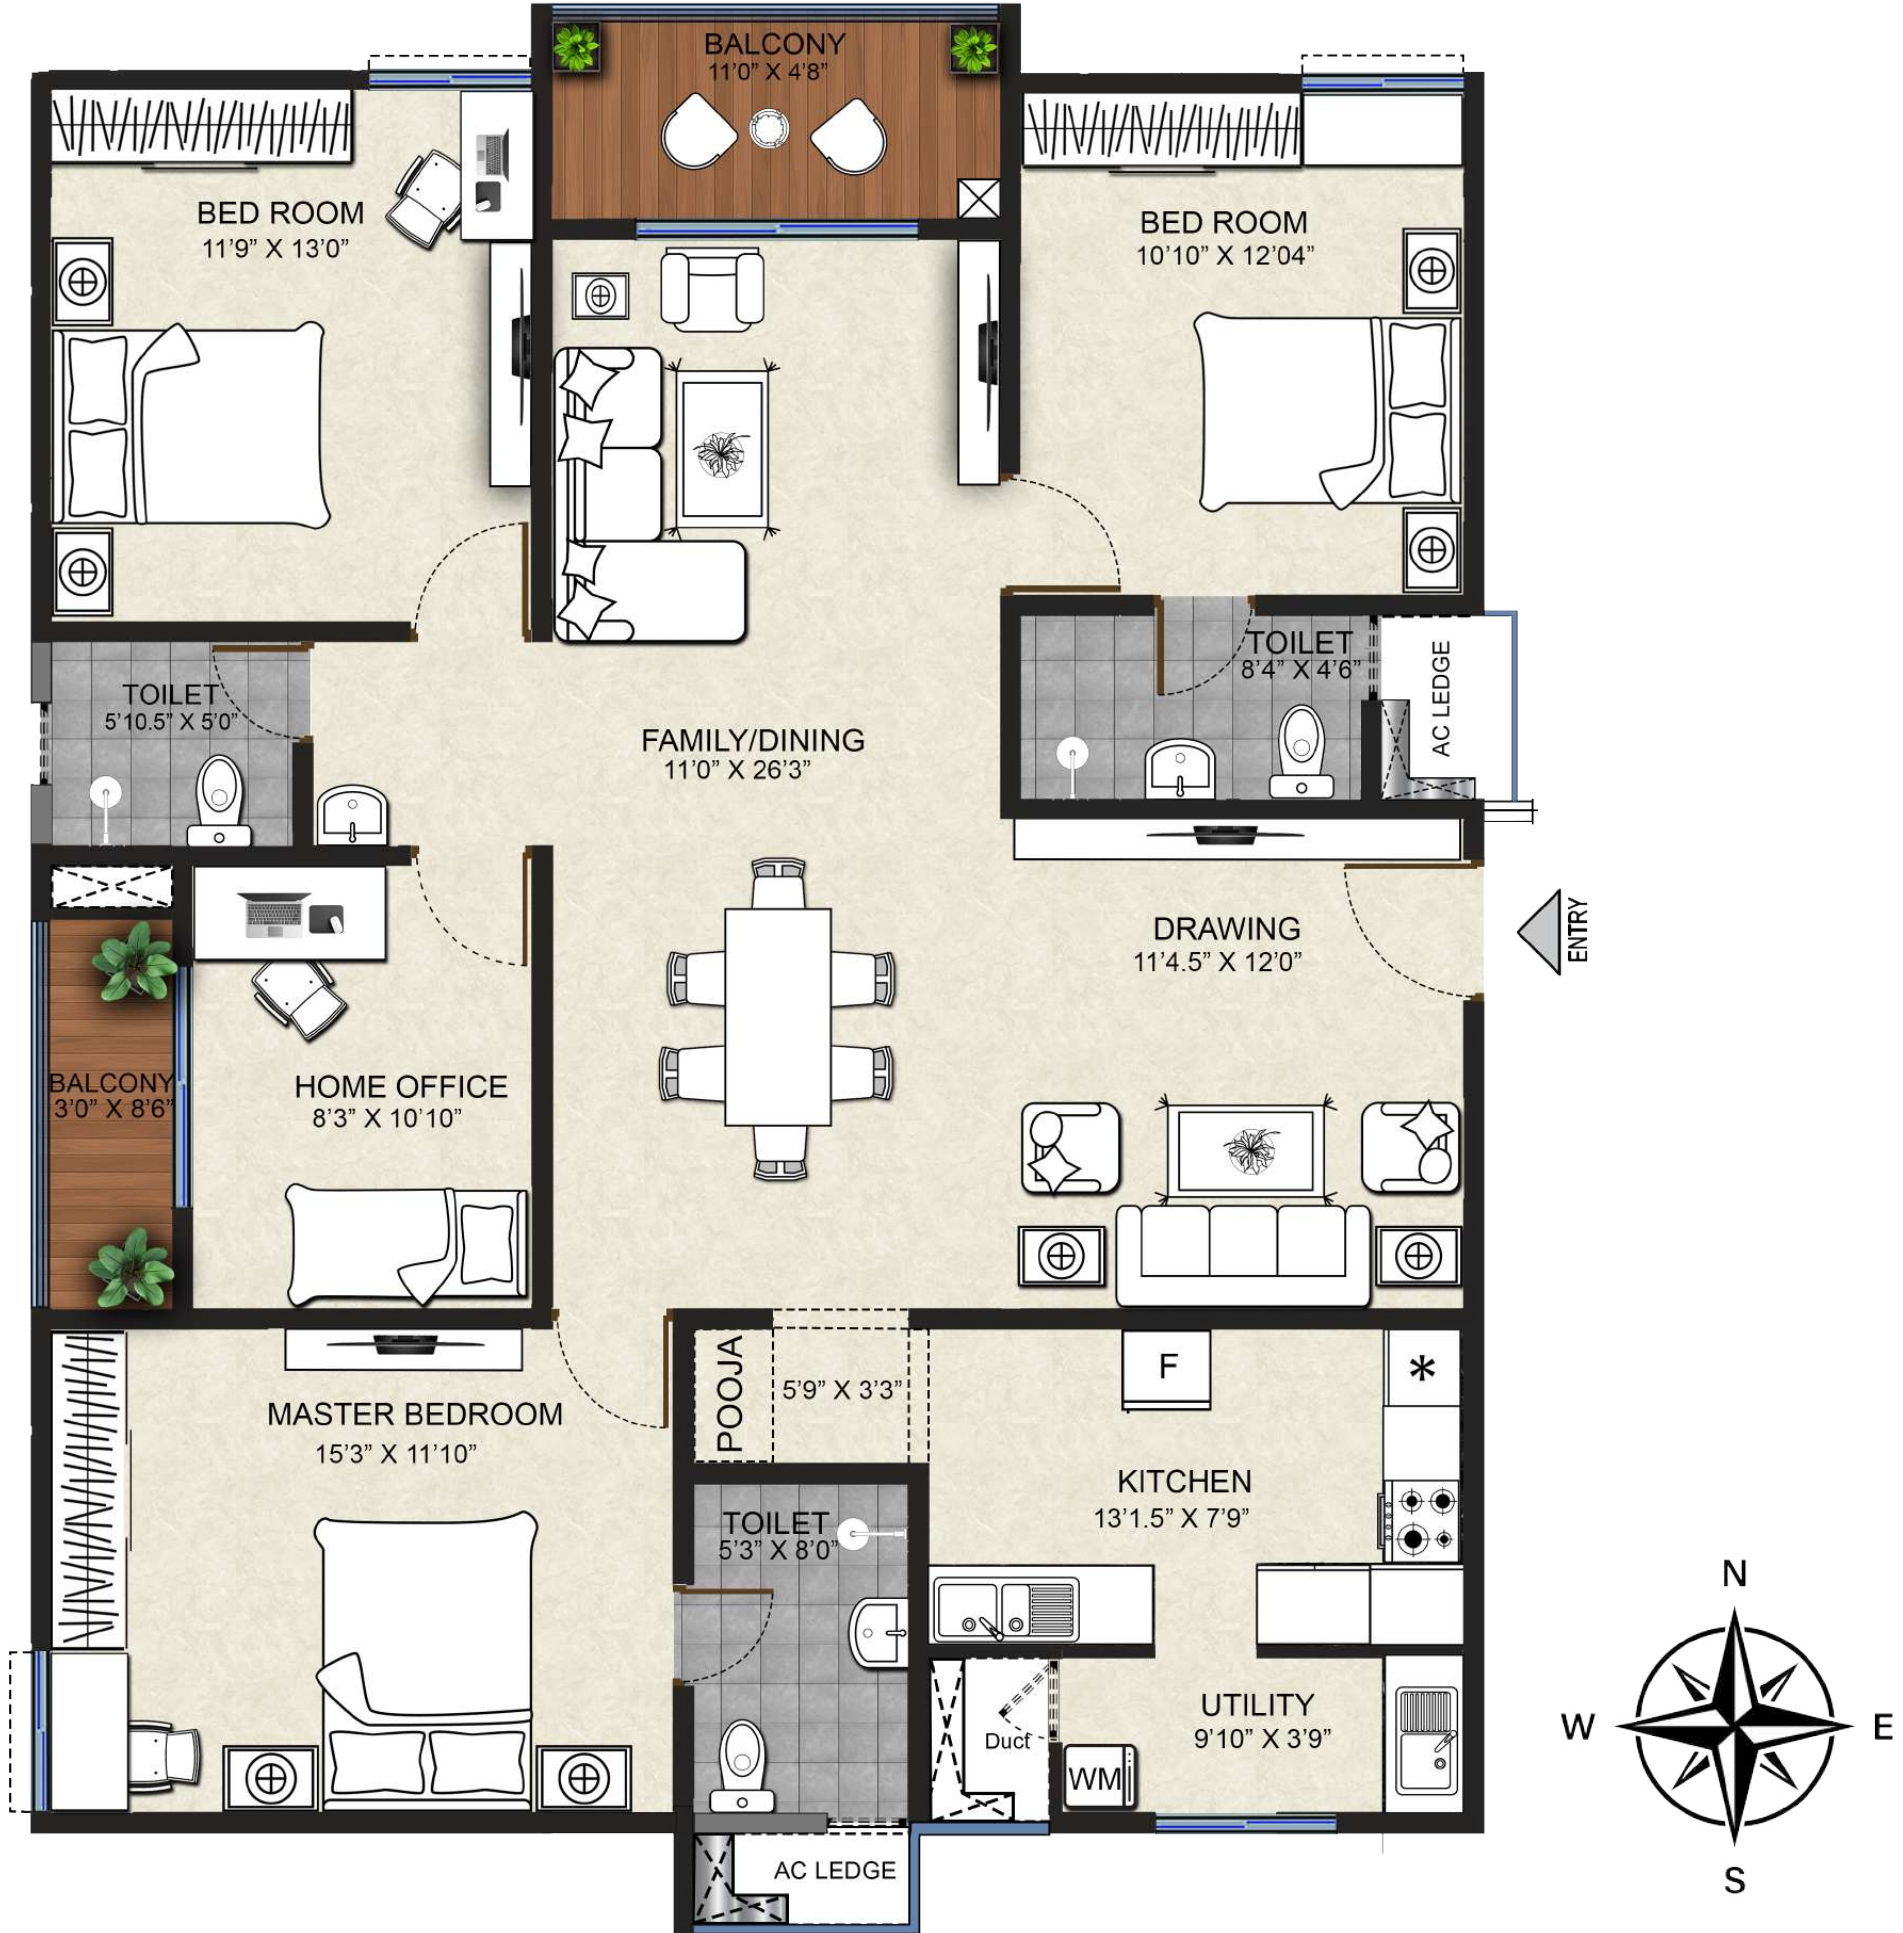 BALCONY
11'0” X 4'8”
BED ROOM
11'9” X 13'0”
BED ROOM
10'10” X 12'04”
TOILET
8'4” X 4'6”
AC LEDGE
TOILET
5'10.5” X 5'0”
FAMILY/DINING
11'0” X 26'3”
DRAWING
11'4.5” X 12'0”
ENTRY
BALCONY
3'0” X 8'6”
HOME OFFICE
8'3” X 10'10”
POOJA
5'9” X 3'3”
F
*
MASTER BEDROOM
15'3” X 11'10”
KITCHEN
13'1.5” X 7'9”
TOILET
5'3” X 8'0”
UTILITY
9'10” X 3'9”
Duct
WM
AC LEDGE
N
W
E
S